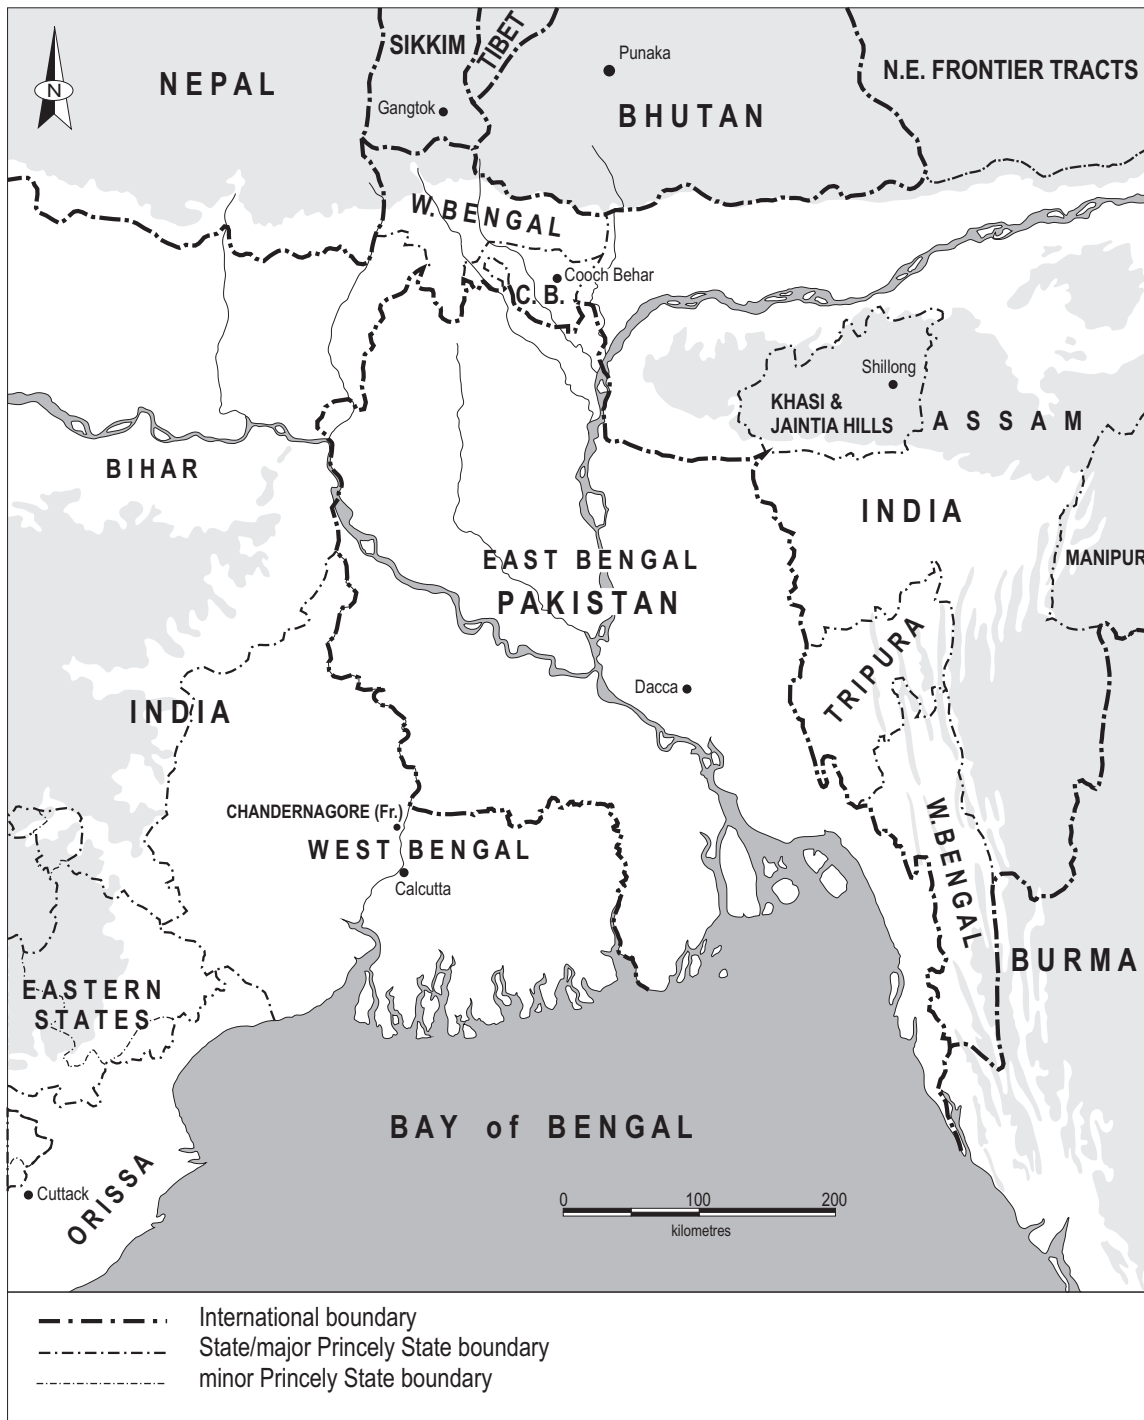 SIKKIM
TIBET
Punaka
N.E. FRONTIER TRACTS
NEPAL
N
Gangtok
BHUTAN
W. BENGAL
Cooch Behar
C. B.
Shillong
KHASI &
JAINTIA HILLS
ASSAM
BIHAR
INDIA
EAST BENGAL
PAKISTAN
MANIPUR
TRIPURA
Dacca
INDIA
CHANDERNAGORE (Fr.)
WEST BENGAL
Calcutta
W. BENGAL
BURMA
EASTERN
STATES
BAY of BENGAL
ORISSA
Cuttack
0 100 200
kilometres
International boundary
State/major Princely State boundary
minor Princely State boundary